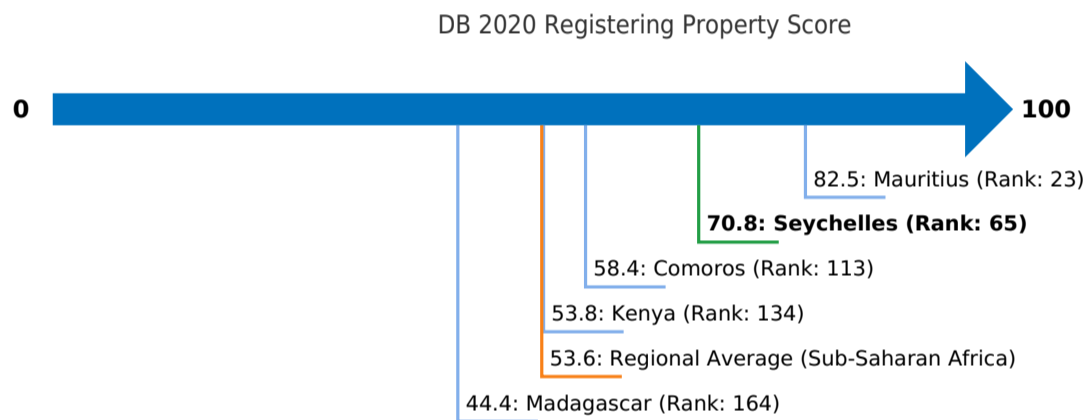 DB 2020 Registering Property Score
0
100
82.5: Mauritius (Rank: 23)
70.8: Seychelles (Rank: 65)
58.4: Comoros (Rank: 113)
53.8: Kenya (Rank: 134)
53.6: Regional Average (Sub-Saharan Africa)
44.4: Madagascar (Rank: 164)